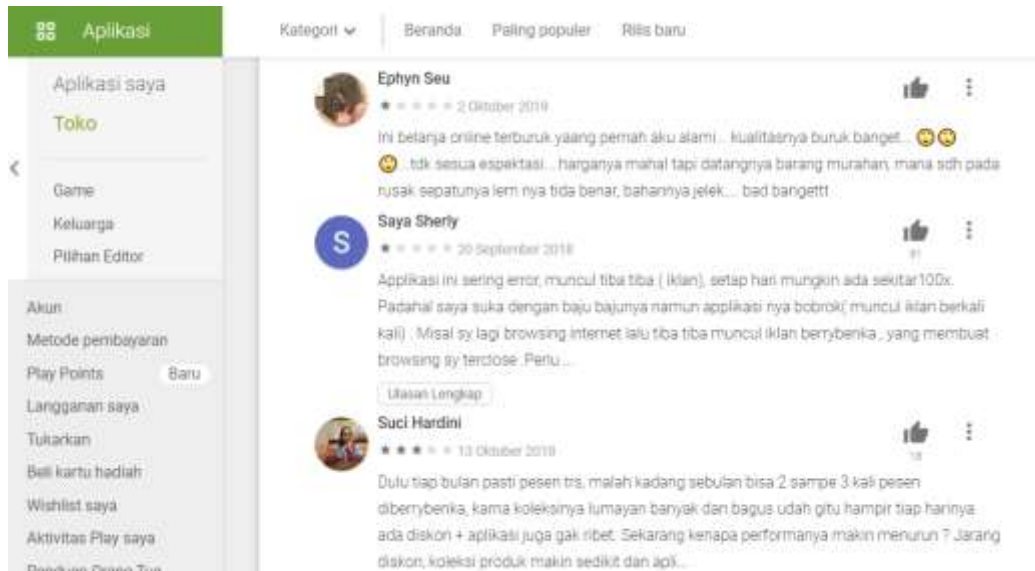 Aplikasi
Kategori
Beranda
Paling populer
Rilis baru
Aplikasi saya
Toko
Game
Keluarga
Pilihan Editor
Akun
Metode pembayaran
Play Points
Baru
Langganan saya
Tukarkan
Beli kartu hadiah
Wishlist saya
Aktivitas Play saya
Panduan Orang Tua
Ephyn Seu
2 Oktober 2019
Ini belanja online terburuk yaang pernah aku alami... kualitasnya buruk banget...
..tdk sesua espektasi... harganya mahal tapi datangnya barang murahan, mana sdh pada
rusak sepatunya lem nya tida benar, bahannya jelek.... bad bangettt
Saya Sherly
S
20 September 2018
Applikasi ini sering error, muncul tiba tiba ( iklan), setap hari mungkin ada sekitar100x.
Padahal saya suka dengan baju bajunya namun applikasi nya bobrok( muncul iklan berkali
kali) . Misal sy lagi browsing internet lalu tiba tiba muncul iklan berrybenka , yang membuat
browsing sy terclose .Perlu...
Ulasan Lengkap
Suci Hardini
13 Oktober 2019
18
Dulu tiap bulan pasti pesen trs, malah kadang sebulan bisa 2 sampe 3 kali pesen
diberrybenka, karna koleksinya lumayan banyak dan bagus udah gitu hampir tiap harinya
ada diskon + aplikasi juga gak ribet. Sekarang kenapa performanya makin menurun ? Jarang
diskon, koleksi produk makin sedikit dan apli...